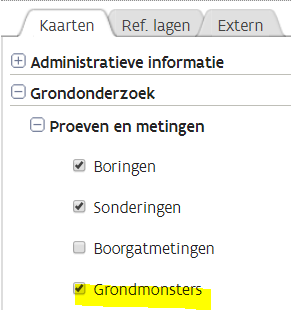 Kaarten Ref. lagen Extern
Administratieve informatie
Grondonderzoek
Proeven en metingen
Boringen
Sonderingen
Boorgatmetingen
Grondmonsters